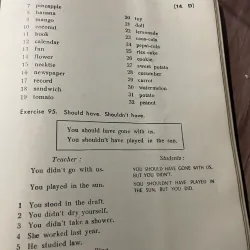 7 pineapple
8 banana
9 mango
10 coconut
11 book
12 calendar
13 fan
14 flower
15 necktie
16 newspaper
17 record
18 sandwich
19 tomato
20 toy
21 doll
22 lemonade
23 coca-cola
24 pepsi-cola
25 rice cake
26 cookie
27 sweet potato
28 cucumber
29 carrot
30 watermelon
31 potato
32 peanut
Exercise 95. Should have. Shouldn't have.
You should have gone with us.
You shouldn't have played in the sun.
Teacher : Students :
You didn't go with us. YOU SHOULD HAVE GONE WITH US,
BUT YOU DIDN'T.
You played in the sun. YOU SHOULDN'T HAVE PLAYED IN
THE SUN, BUT YOU DID.
1 You stood in the draft.
2 You didn't dry yourself.
3 You didn't take a shower.
4 She worked last year.
5 He studied law.